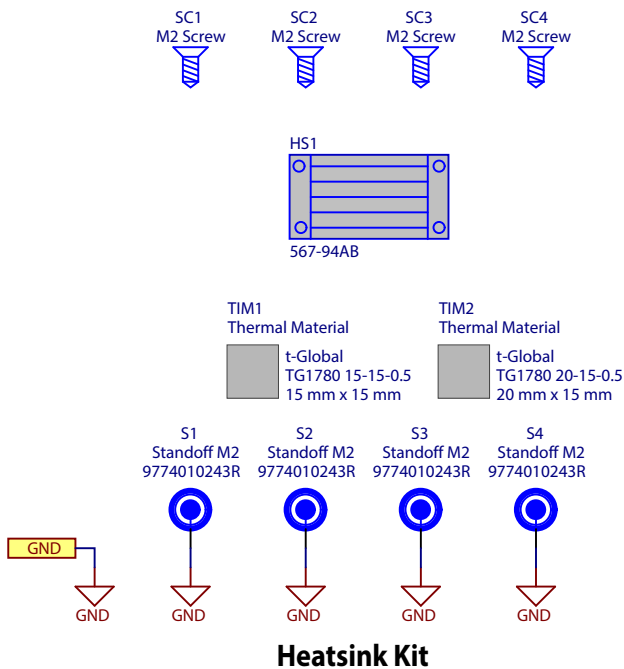 SC1 SC2 SC3 SC4
M2 Screw M2 Screw M2 Screw M2 Screw
HS1
567-94AB
TIM1
Thermal Material
t-Global
TG1780 15-15-0.5
15 mm x 15 mm
TIM2
Thermal Material
t-Global
TG1780 20-15-0.5
20 mm x 15 mm
S1 S2 S3 S4
Standoff M2 Standoff M2 Standoff M2 Standoff M2
9774010243R 9774010243R 9774010243R 9774010243R
GND
GND GND GND GND GND
Heatsink Kit